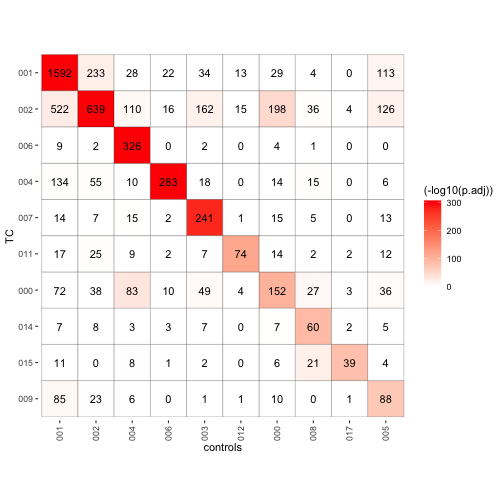 001 1592 233 28 22 34 13 29 4 0 113
002 522 639 110 16 162 15 198 36 4 126
006 9 2 326 0 2 0 4 1 0 0
004 134 55 10 263 18 0 14 15 0 6
007 14 7 15 2 241 1 15 5 0 13
011 17 25 9 2 7 74 14 2 2 12
000 72 38 83 10 49 4 152 27 3 36
014 7 8 3 3 7 0 7 60 2 5
015 11 0 8 1 2 0 6 21 39 4
009 85 23 6 0 1 1 10 0 1 88
001 002 004 006 003 012 000 008 017 005
controls
TC
(-log10(p.adj))
300
200
100
0